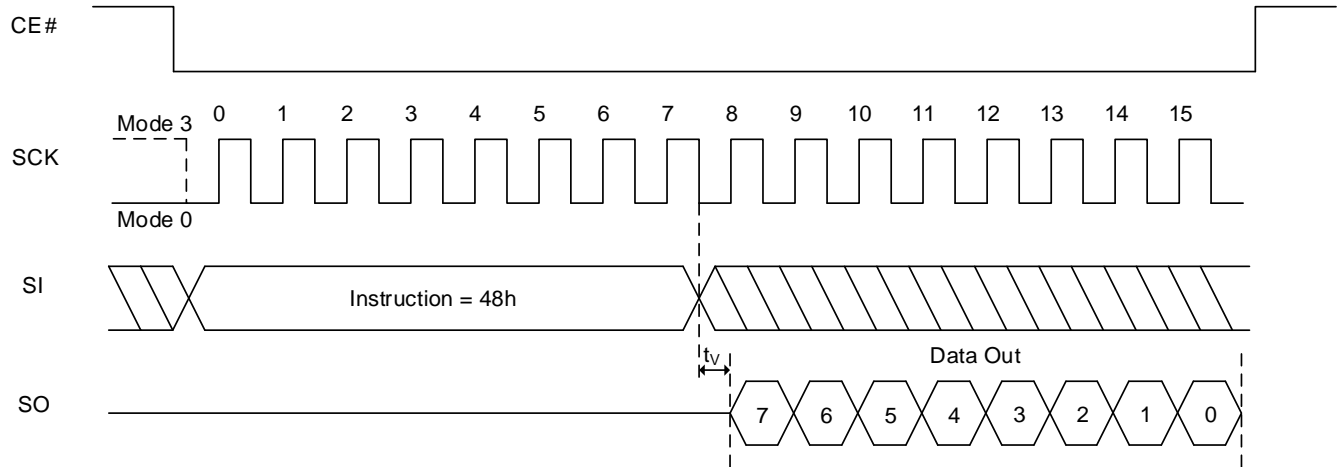 CE#
Mode 3
0 1 2 3 4 5 6 7 8 9 10 11 12 13 14 15
SCK
Mode 0
SI
Instruction = 48h
tV
Data Out
SO
7 6 5 4 3 2 1 0